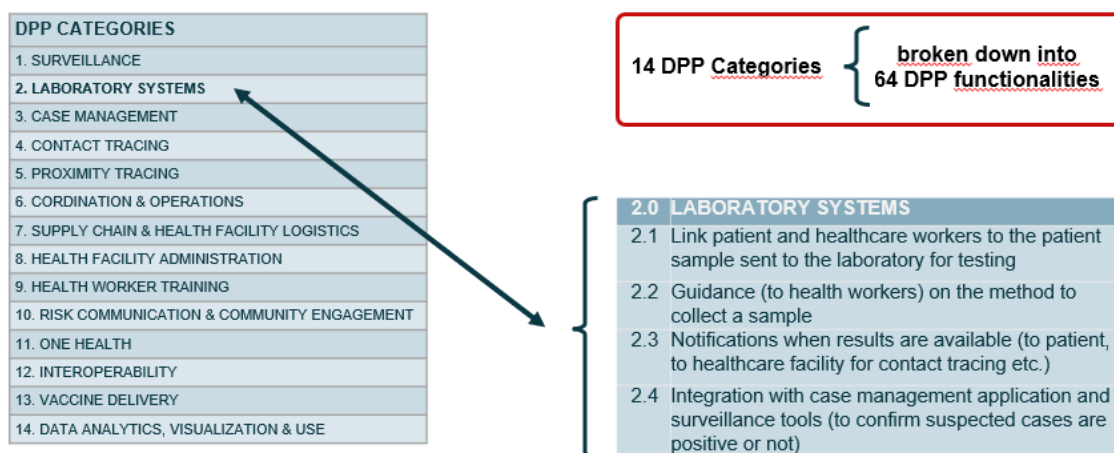 DPP CATEGORIES
1. SURVEILLANCE
2. LABORATORY SYSTEMS
3. CASE MANAGEMENT
4. CONTACT TRACING
5. PROXIMITY TRACING
6. CORDINATION & OPERATIONS
7. SUPPLY CHAIN & HEALTH FACILITY LOGISTICS
8. HEALTH FACILITY ADMINISTRATION
9. HEALTH WORKER TRAINING
10. RISK COMMUNICATION & COMMUNITY ENGAGEMENT
11. ONE HEALTH
12. INTEROPERABILITY
13. VACCINE DELIVERY
14. DATA ANALYTICS, VISUALIZATION & USE
14 DPP Categories
broken down into
64 DPP functionalities
2.0 LABORATORY SYSTEMS
2.1 Link patient and healthcare workers to the patient
sample sent to the laboratory for testing
2.2 Guidance (to health workers) on the method to
collect a sample
2.3 Notifications when results are available (to patient,
to healthcare facility for contact tracing etc.)
2.4 Integration with case management application and
surveillance tools (to confirm suspected cases are
positive or not)